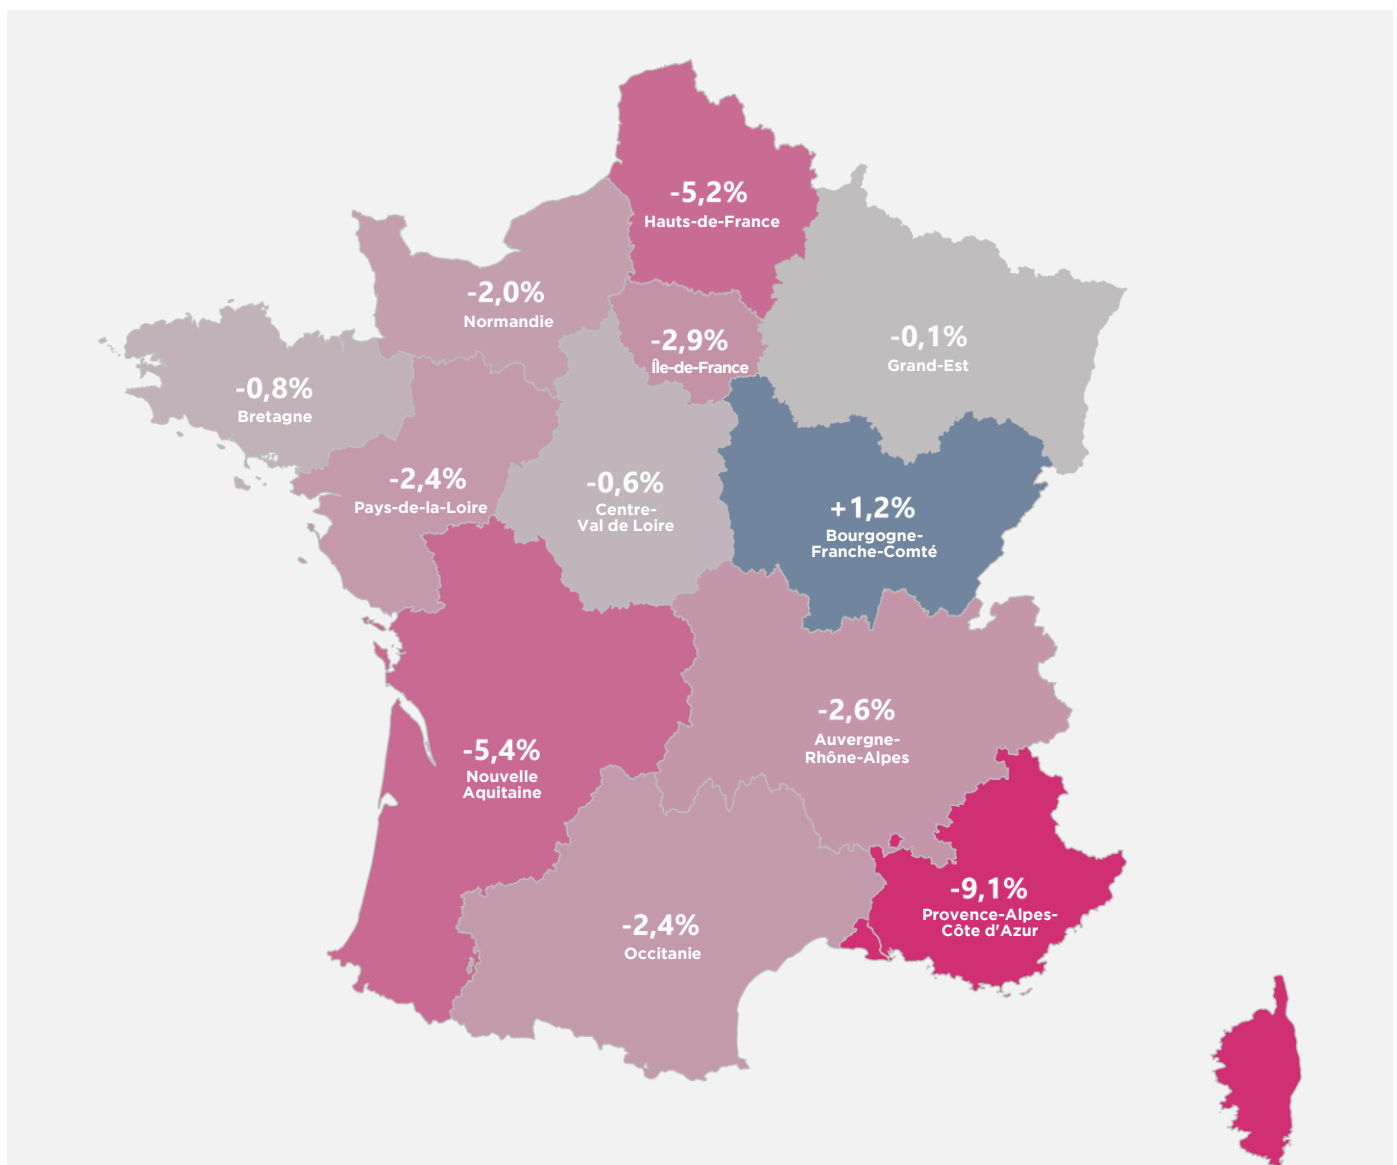 -5,2%
Hauts-de-France
-2,0%
Normandie
-2,9%
Île-de-France
-0,1%
Grand-Est
-0,8%
Bretagne
-2,4%
Pays-de-la-Loire
-0,6%
Centre-
Val de Loire
+1,2%
Bourgogne-
Franche-Comté
-5,4%
Nouvelle
Aquitaine
-2,6%
Auvergne-
Rhône-Alpes
-2,4%
Occitanie
-9,1%
Provence-Alpes-
Côte d'Azur